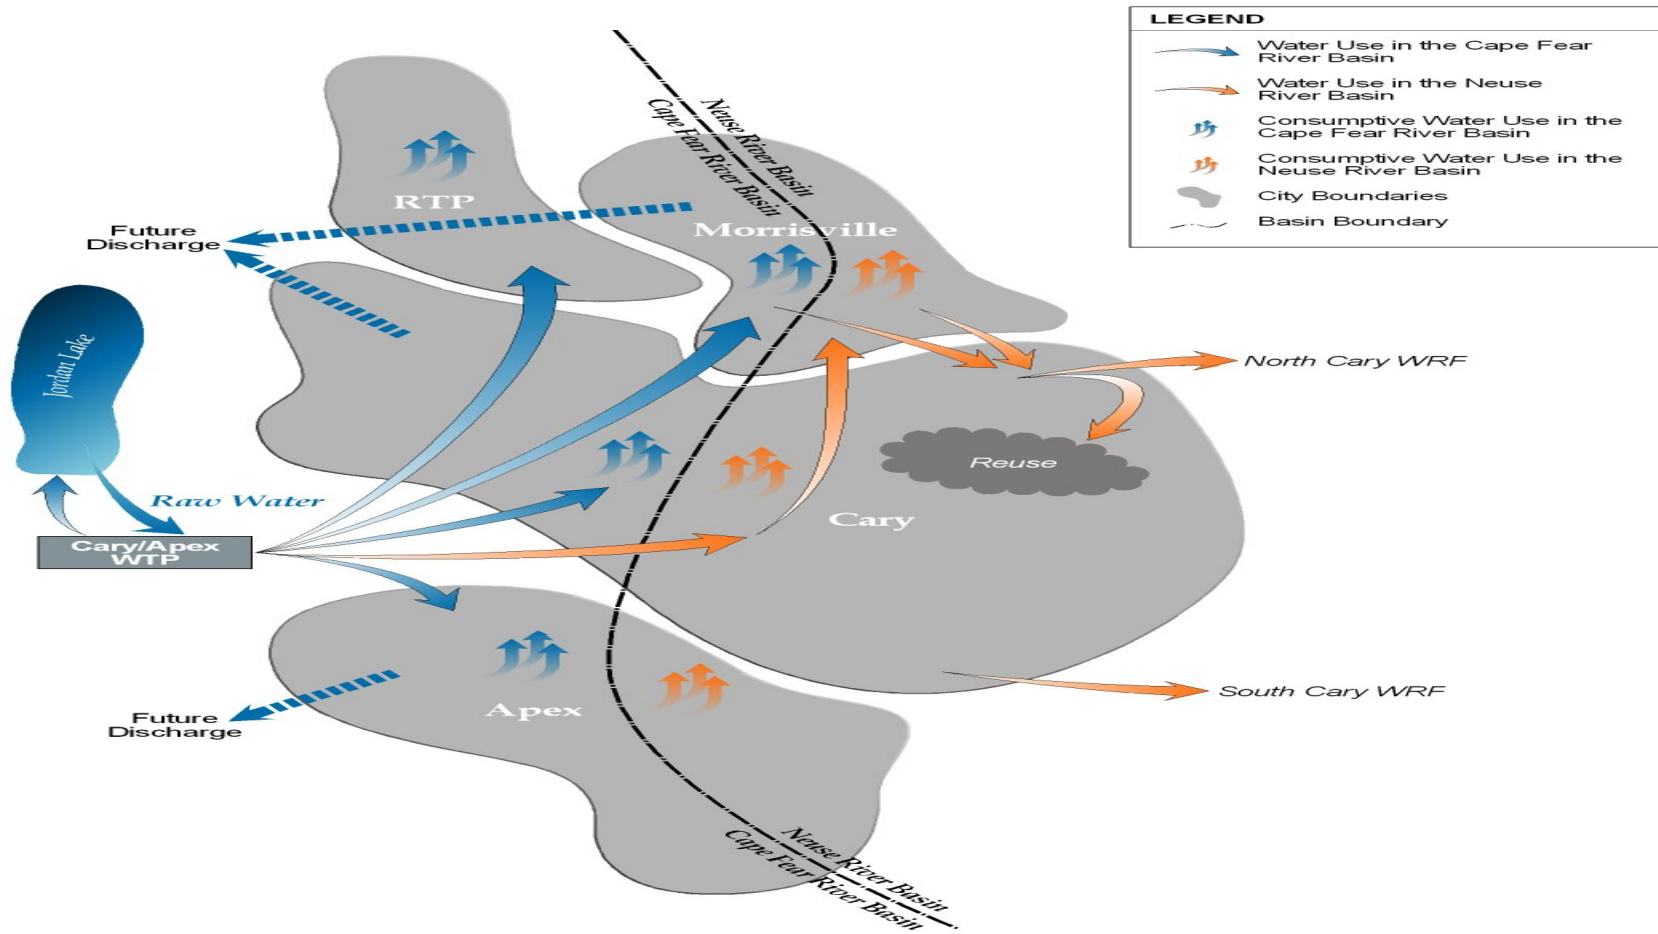 LEGEND
Water Use in the Cape Fear
River Basin
Water Use in the Neuse
River Basin
Consumptive Water Use in the
Cape Fear River Basin
Consumptive Water Use in the
Neuse River Basin
City Boundaries
Basin Boundary
Neuse River Basin
Cape Fear River Basin
RTP
Morrisville
Future
Discharge
Jordan Lake
North Cary WRF
Reuse
Raw Water
Cary
Cary/Apex
WTP
South Cary WRF
Apex
Future
Discharge
Neuse River Basin
Cape Fear River Basin